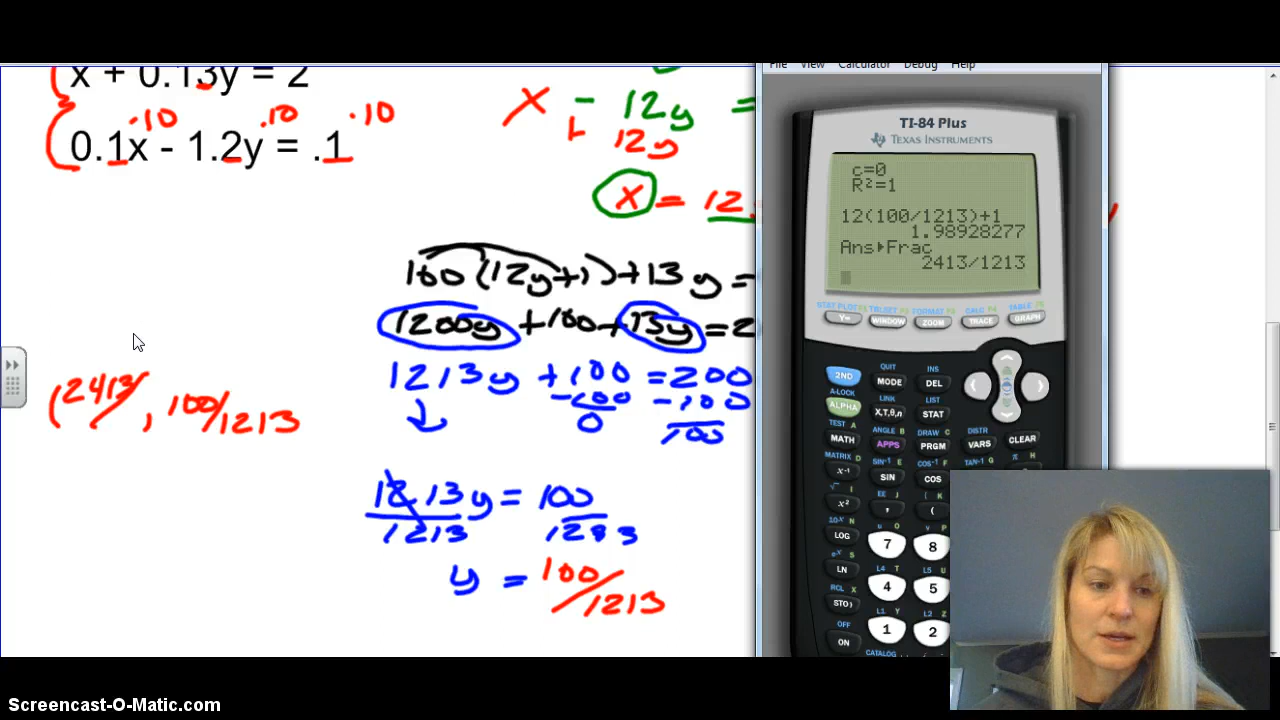 x + 0.13y = 2
·10 ·10 ·10
0.1x - 1.2y = .1
x - 12y =
+ 12y
x = 12
100(12y+1)+13y=
1200y +100+13y=2
1213y +100 =200
-100 -100
0 100
1213y = 100
1213 1213
y = 100/1213
(2413/, 100/1213
File View Calculator Debug Help
TI-84 Plus
TEXAS INSTRUMENTS
c=0
R²=1
12(100/1213)+1
1.98928277
Ans▸Frac
2413/1213
STAT PLOT F1 TBLSET F2 FORMAT F3 CALC F4 TABLE F5
Y= WINDOW ZOOM TRACE GRAPH
QUIT INS
2ND MODE DEL
A-LOCK LINK LIST
ALPHA X,T,θ,n STAT
TEST A ANGLE B DRAW C DISTR
MATH APPS PRGM VARS CLEAR
MATRIX D SIN⁻¹ E COS⁻¹ F TAN⁻¹ G π H
x⁻¹ SIN COS
√ I EE J { K
x² , (
10ˣ N u O v P
LOG 7 8
eˣ S L4 T L5 U
LN 4 5
RCL X L1 Y L2 Z
STO▸ 1 2
OFF CATALOG
ON
Screencast-O-Matic.com